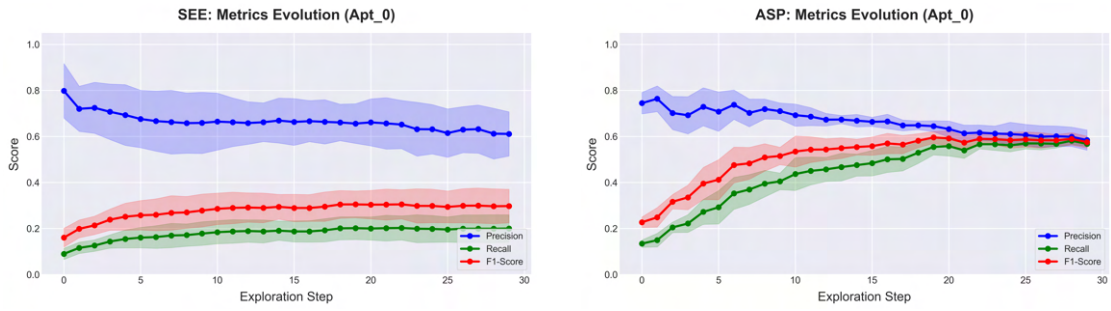 SEE: Metrics Evolution (Apt_0)
1.0
0.8
0.6
0.4
0.2
0.0
Score
0 5 10 15 20 25 30
Exploration Step
Precision
Recall
F1-Score
ASP: Metrics Evolution (Apt_0)
1.0
0.8
0.6
0.4
0.2
0.0
Score
0 5 10 15 20 25 30
Exploration Step
Precision
Recall
F1-Score